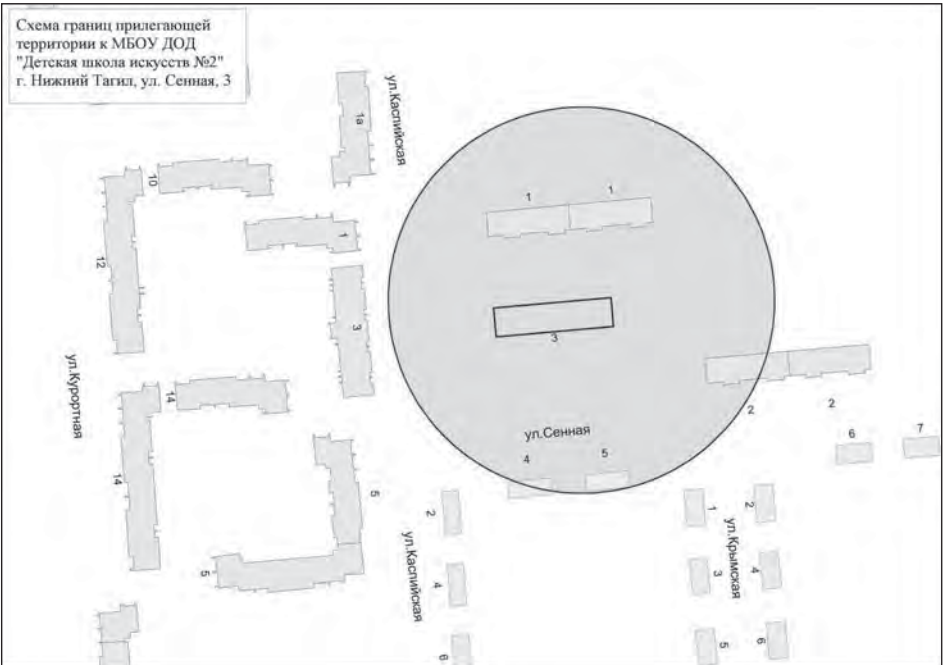 Схема границ прилегающей
территории к МБОУ ДОД
"Детская школа искусств №2"
г. Нижний Тагил, ул. Сенная, 3
ул.Каспийская
1а
10
1
1
12
1
3
3
ул.Курортная
14
2
2
ул.Сенная
6
7
4
5
14
5
2
1
2
ул.Каспийская
ул.Крымская
5
4
3
4
6
5
6